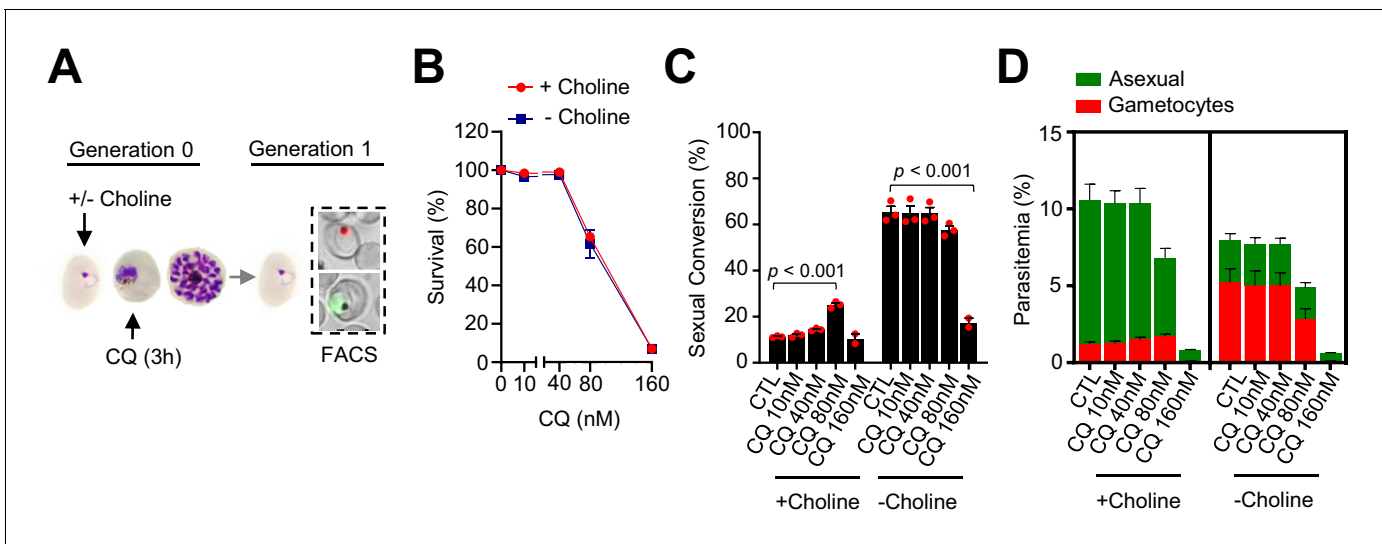 A
Generation 0
Generation 1
+/- Choline
CQ (3h)
FACS
B
+ Choline
- Choline
Survival (%)
120
100
80
60
40
20
0
0 10 40 80 160
CQ (nM)
C
Sexual Conversion (%)
100
80
60
40
20
0
p < 0.001
p < 0.001
CTL
CQ 10nM
CQ 40nM
CQ 80nM
CQ 160nM
CTL
CQ 10nM
CQ 40nM
CQ 80nM
CQ 160nM
+Choline
-Choline
D
Asexual
Gametocytes
Parasitemia (%)
15
10
5
0
CTL
CQ 10nM
CQ 40nM
CQ 80nM
CQ 160nM
CTL
CQ 10nM
CQ 40nM
CQ 80nM
CQ 160nM
+Choline
-Choline